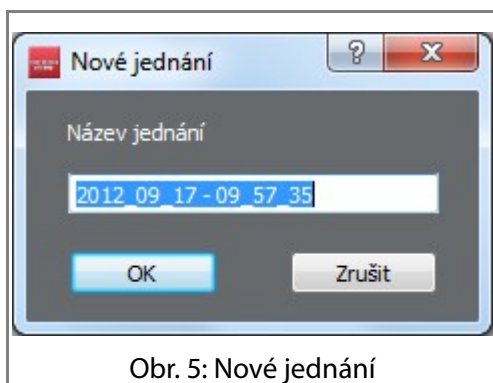 Nové jednání
Název jednání
2012_09_17 - 09_57_35
OK
Zrušit
Obr. 5: Nové jednání